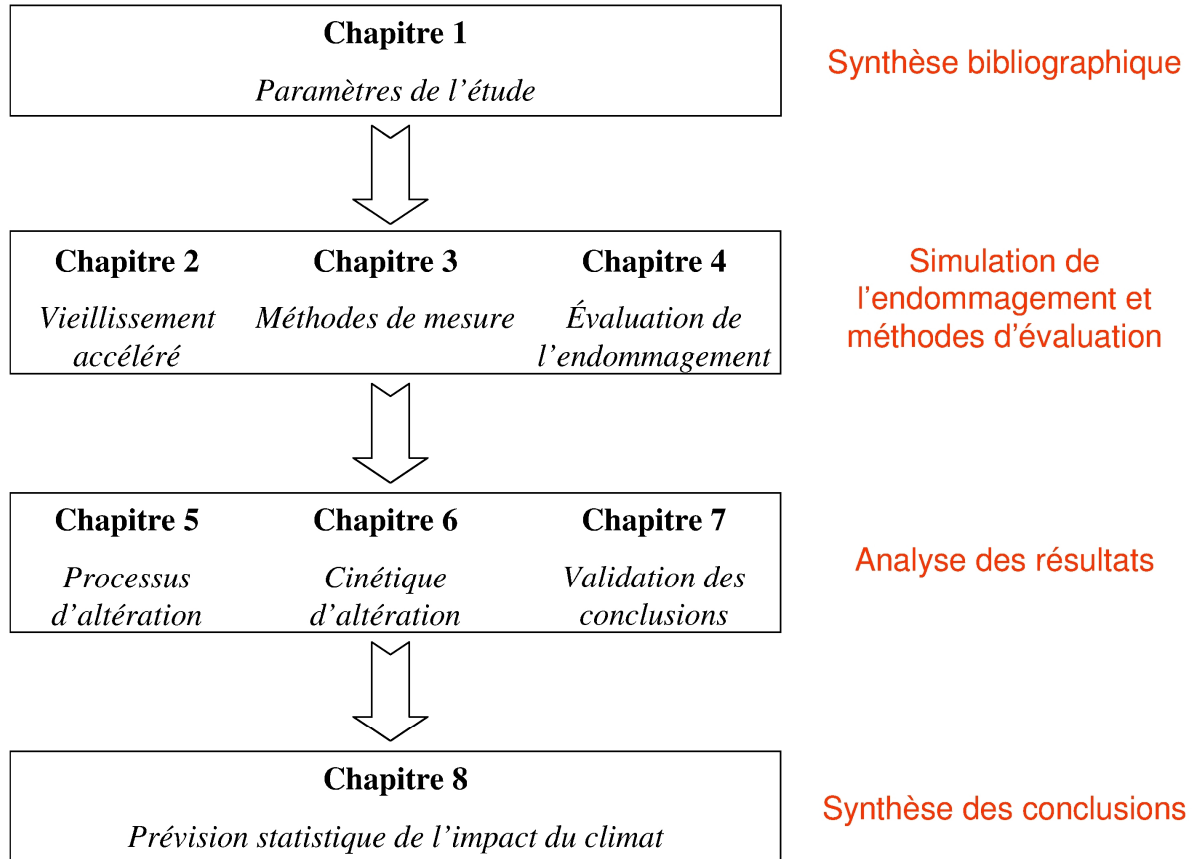 Chapitre 1
Paramètres de l’étude
Synthèse bibliographique
Chapitre 2
Vieillissement
accéléré
Chapitre 3
Méthodes de mesure
Chapitre 4
Évaluation de
l’endommagement
Simulation de
l’endommagement et
méthodes d’évaluation
Chapitre 5
Processus
d’altération
Chapitre 6
Cinétique
d’altération
Chapitre 7
Validation des
conclusions
Analyse des résultats
Chapitre 8
Prévision statistique de l’impact du climat
Synthèse des conclusions